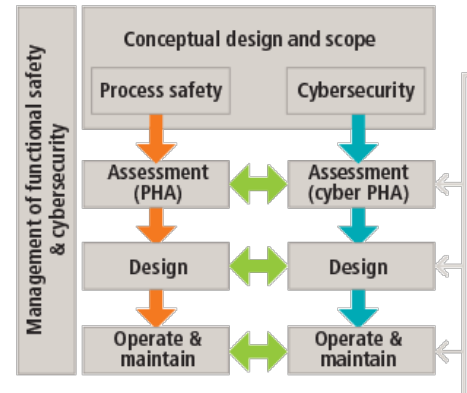 Management of functional safety
& cybersecurity
Conceptual design and scope
Process safety
Cybersecurity
Assessment
(PHA)
Assessment
(cyber PHA)
Design
Design
Operate &
maintain
Operate &
maintain